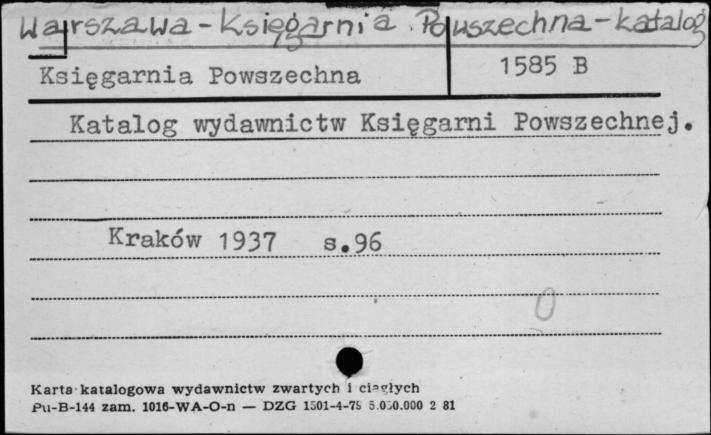 Warszawa - Księgarnia Powszechna - katalog
Księgarnia Powszechna
1585 B
Katalog wydawnictw Księgarni Powszechnej.
Kraków 1937 s.96
0
Karta katalogowa wydawnictw zwartych i ciągłych
Pu-B-144 zam. 1016-WA-O-n — DZG 1501-4-79 5.000.000 2 81